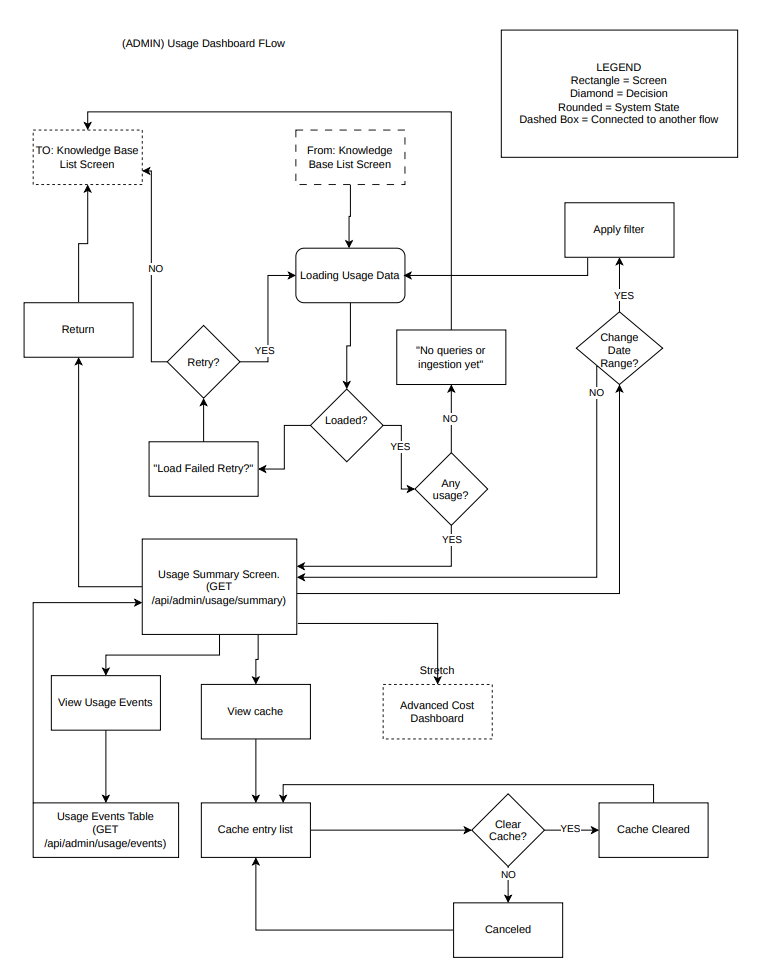 (ADMIN) Usage Dashboard FLow
LEGEND
Rectangle = Screen
Diamond = Decision
Rounded = System State
Dashed Box = Connected to another flow
TO: Knowledge Base
List Screen
From: Knowledge
Base List Screen
Apply filter
NO
Loading Usage Data
YES
Return
Retry?
YES
"No queries or
ingestion yet"
Change
Date
Range?
NO
Loaded?
NO
YES
"Load Failed Retry?"
Any
usage?
YES
Usage Summary Screen.
(GET
/api/admin/usage/summary)
Stretch
View Usage Events
View cache
Advanced Cost
Dashboard
Usage Events Table
(GET
/api/admin/usage/events)
Cache entry list
Clear
Cache?
YES
Cache Cleared
NO
Canceled